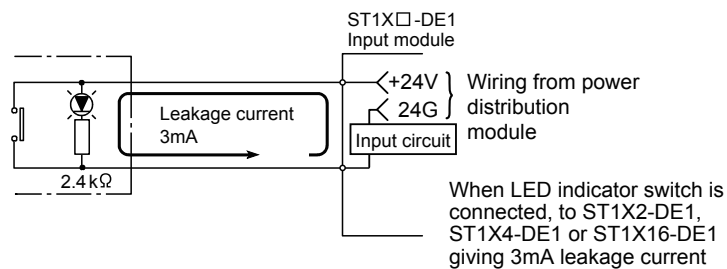 ST1X□-DE1
Input module
+24V
24G
Wiring from power
distribution
module
Leakage current
3mA
Input circuit
2.4kΩ
When LED indicator switch is
connected, to ST1X2-DE1,
ST1X4-DE1 or ST1X16-DE1
giving 3mA leakage current